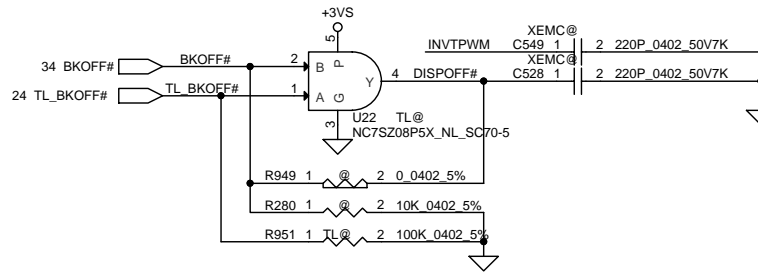 +3VS
XEMC@
INVTPWM C549 1 2 220P_0402_50V7K
XEMC@
5
34 BKOFF# BKOFF# 2 B P
Y 4 DISPOFF# C528 1 2 220P_0402_50V7K
24 TL_BKOFF# TL_BKOFF# 1 A G
3
U22 TL@
NC7SZ08P5X_NL_SC70-5
R949 1 @ 2 0_0402_5%
R280 1 @ 2 10K_0402_5%
R951 1 TL@ 2 100K_0402_5%